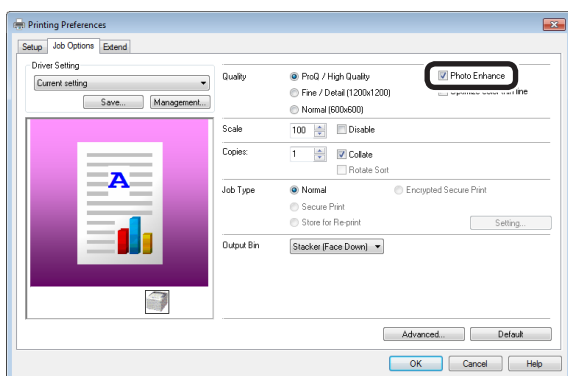 Printing Preferences
Setup Job Options Extend
Driver Setting
Current setting
Save... Management...
A
Quality ProQ / High Quality Photo Enhance
Fine / Detail (1200x1200)
Normal (600x600)
Scale 100 Disable
Copies: 1 Collate
Rotate Sort
Job Type Normal Encrypted Secure Print
Secure Print
Store for Re-print Setting...
Output Bin Stacker (Face Down)
Advanced... Default
OK Cancel Help